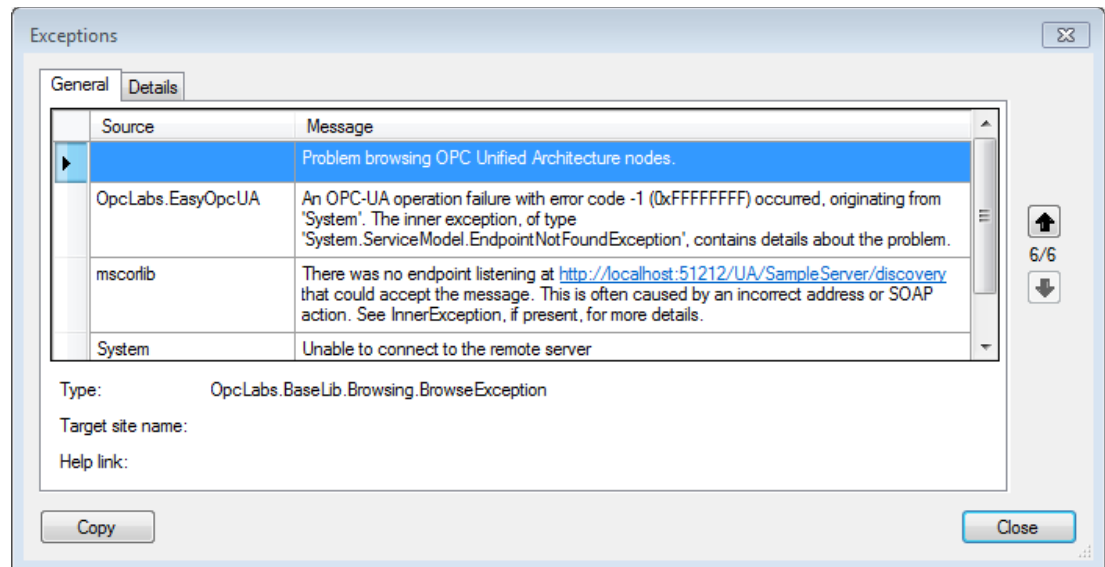 Exceptions
General Details
Source Message
Problem browsing OPC Unified Architecture nodes.
OpcLabs.EasyOpcUA An OPC-UA operation failure with error code -1 (0xFFFFFFFF) occurred, originating from
'System'. The inner exception, of type
'System.ServiceModel.EndpointNotFoundException', contains details about the problem.
6/6
mscorlib There was no endpoint listening at http://localhost:51212/UA/SampleServer/discovery
that could accept the message. This is often caused by an incorrect address or SOAP
action. See InnerException, if present, for more details.
System Unable to connect to the remote server
Type: OpcLabs.BaseLib.Browsing.BrowseException
Target site name:
Help link:
Copy Close